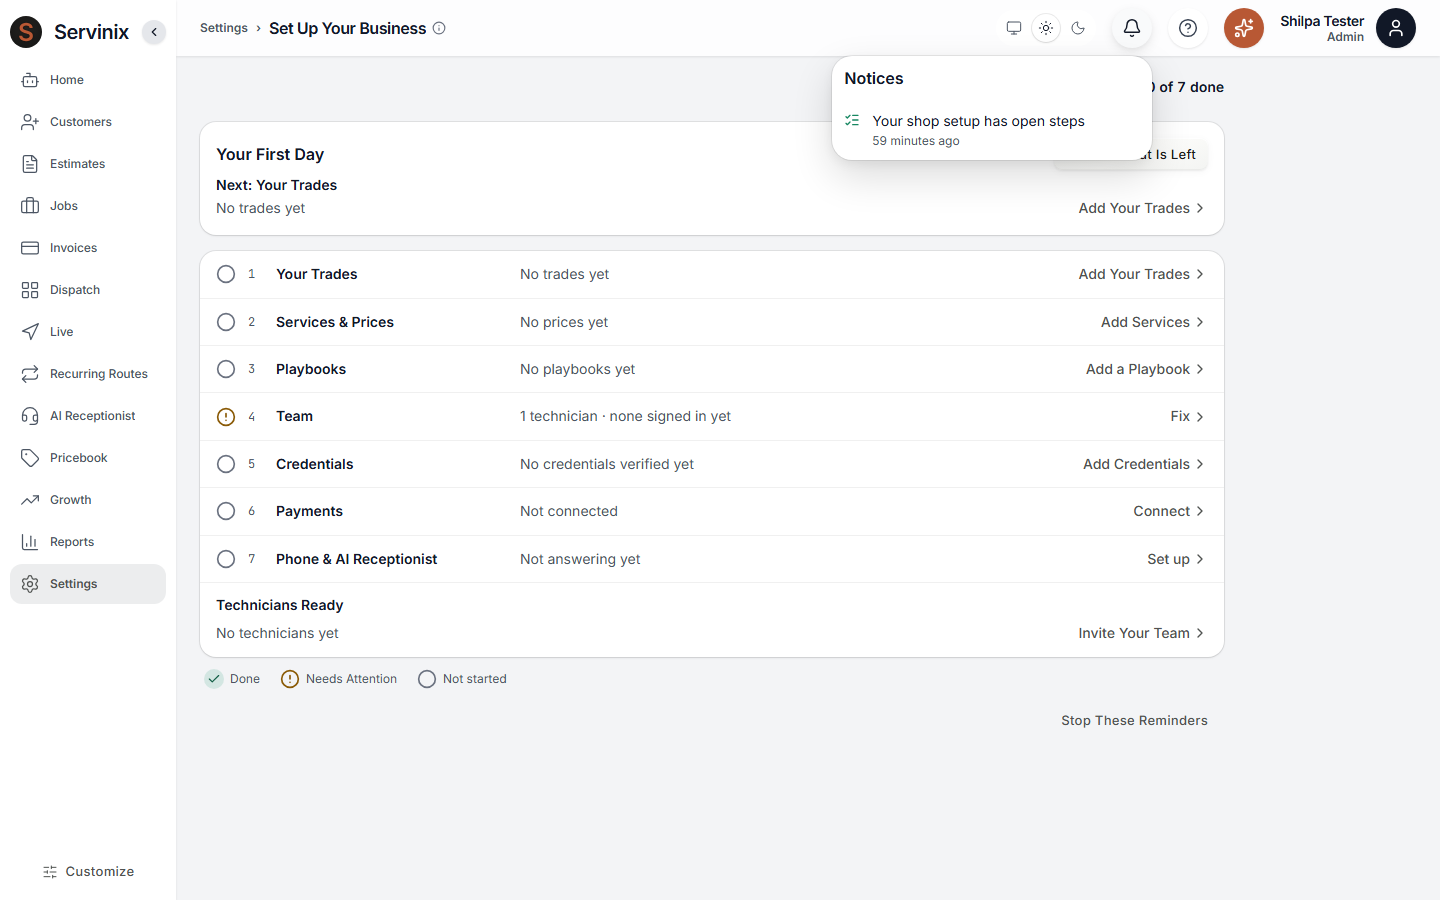 Servinix
Home
Customers
Estimates
Jobs
Invoices
Dispatch
Live
Recurring Routes
AI Receptionist
Pricebook
Growth
Reports
Settings
Customize
Settings › Set Up Your Business
Shilpa Tester
Admin
Notices
Your shop setup has open steps
59 minutes ago
of 7 done
Your First Day
Is Left
Next: Your Trades
No trades yet
Add Your Trades
1 Your Trades No trades yet Add Your Trades
2 Services & Prices No prices yet Add Services
3 Playbooks No playbooks yet Add a Playbook
4 Team 1 technician · none signed in yet Fix
5 Credentials No credentials verified yet Add Credentials
6 Payments Not connected Connect
7 Phone & AI Receptionist Not answering yet Set up
Technicians Ready
No technicians yet
Invite Your Team
Done Needs Attention Not started
Stop These Reminders